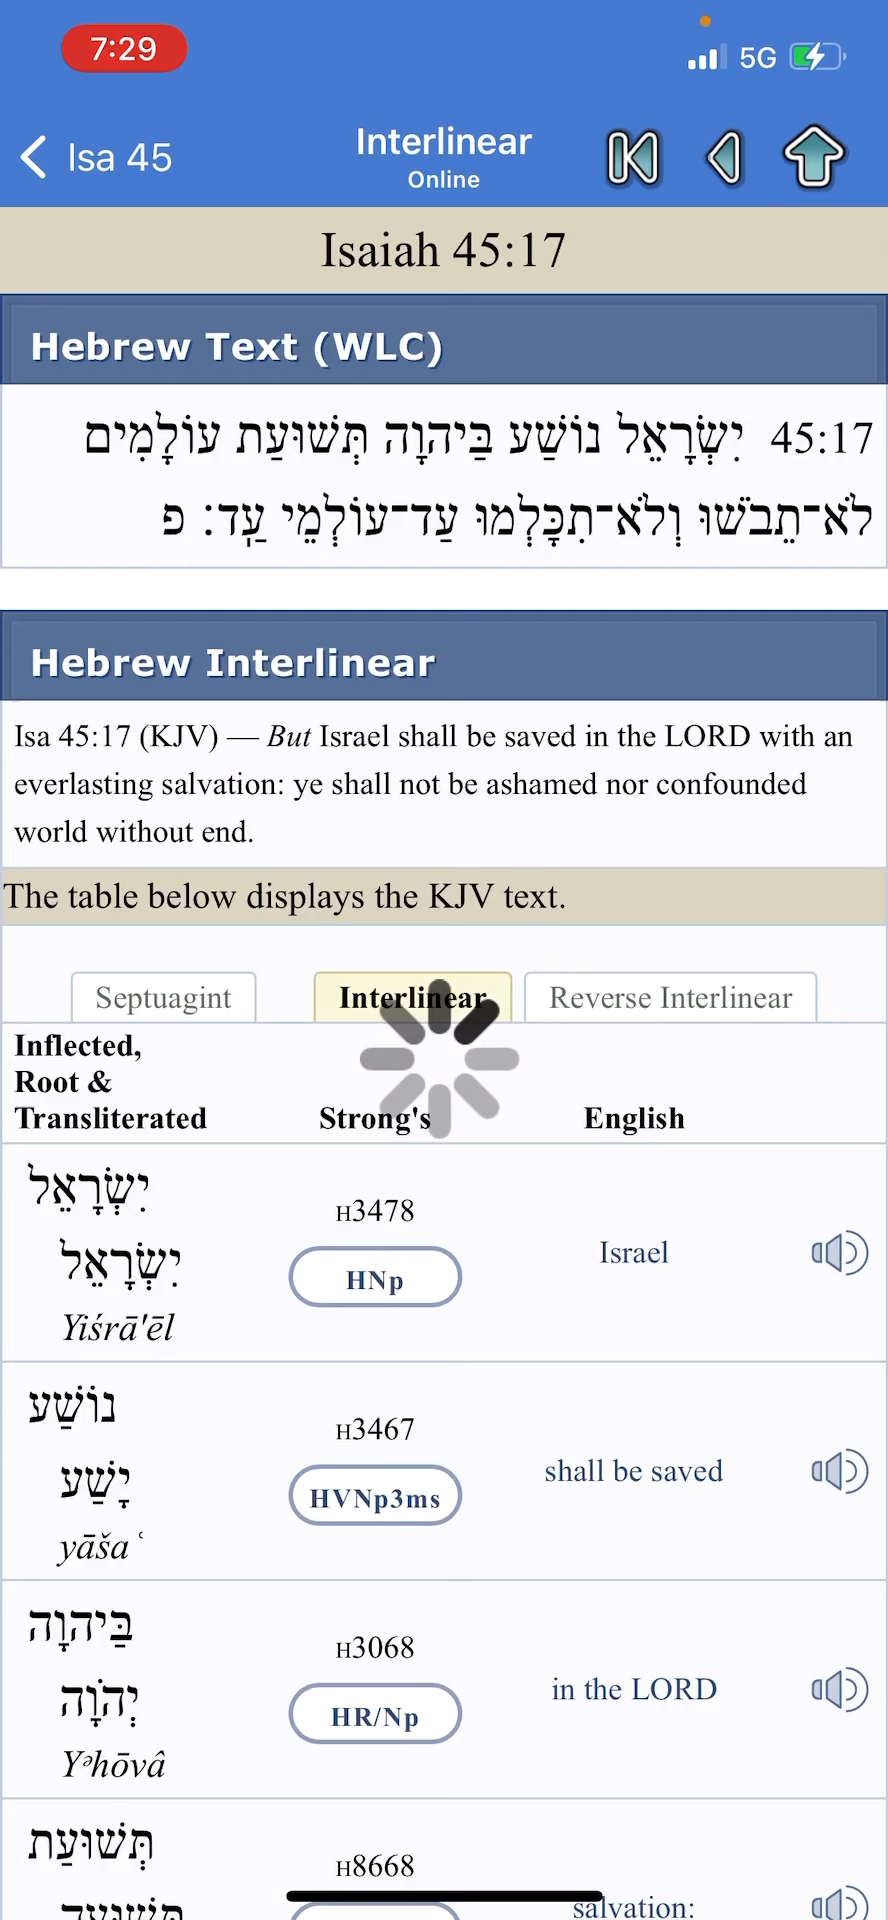 7:29
5G
Isa 45
Interlinear
Online
Isaiah 45:17
Hebrew Text (WLC)
45:17 יִשְׂרָאֵל נוֹשַׁע בַּיהוָה תְּשׁוּעַת עוֹלָמִים
לֹא־תֵבֹשׁוּ וְלֹא־תִכָּלְמוּ עַד־עוֹלְמֵי עַֽד׃ פ
Hebrew Interlinear
Isa 45:17 (KJV) — But Israel shall be saved in the LORD with an
everlasting salvation: ye shall not be ashamed nor confounded
world without end.
The table below displays the KJV text.
Septuagint Interlinear Reverse Interlinear
Inflected,
Root &
Transliterated Strong's English
יִשְׂרָאֵל
H3478
יִשְׂרָאֵל
HNp
Israel
Yiśrā'ēl
נוֹשַׁע
H3467
יָשַׁע
HVNp3ms
shall be saved
yāšaʿ
בַּיהוָה
H3068
יְהֹוָה
HR/Np
in the LORD
Yᵊhōvâ
תְּשׁוּעַת
H8668
salvation: